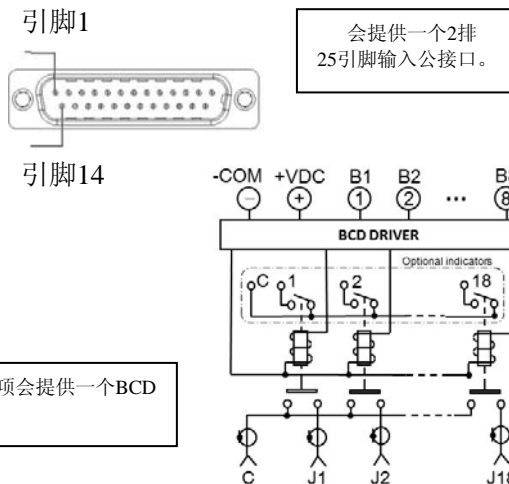 引脚1
会提供一个2排
25引脚输入公接口。
引脚14
-COM +VDC B1 B2 B
− + 1 2 ... 8
BCD DRIVER
Optional indicators
C 1 2 18
项会提供一个BCD
C J1 J2 J18